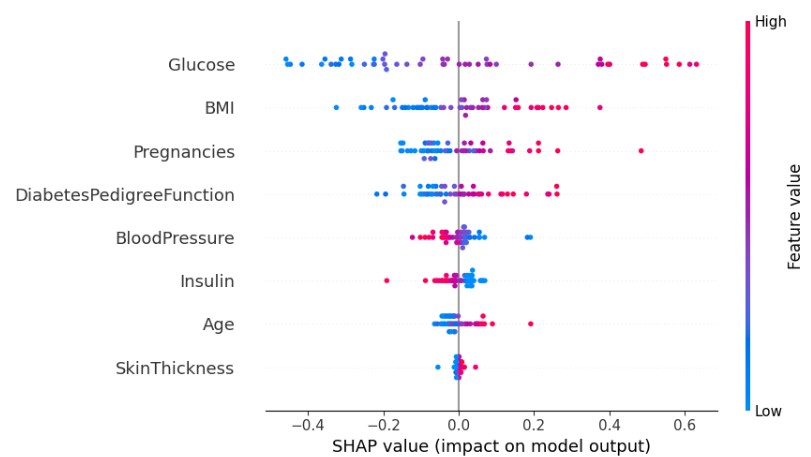 High
Glucose
BMI
Pregnancies
DiabetesPedigreeFunction
BloodPressure
Insulin
Age
SkinThickness
Feature value
Low
−0.4 −0.2 0.0 0.2 0.4 0.6
SHAP value (impact on model output)